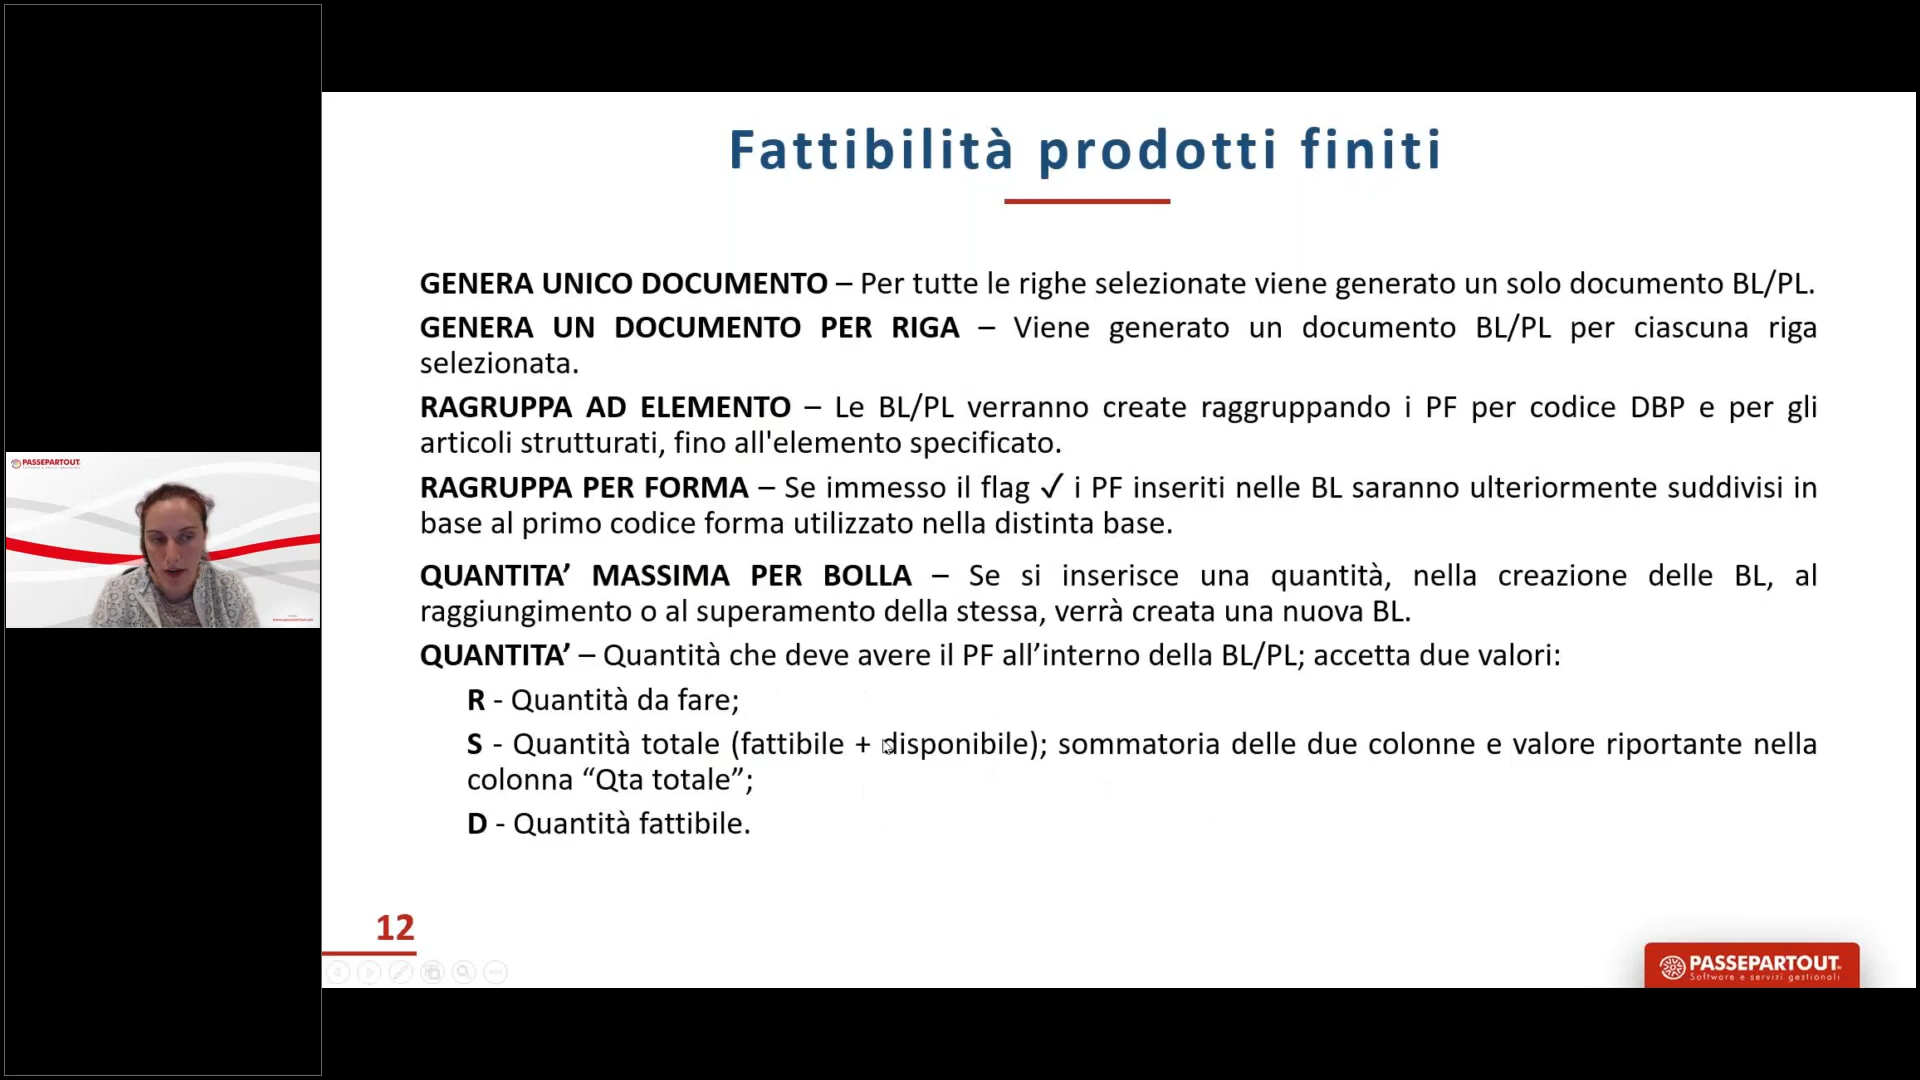 Fattibilità prodotti finiti
GENERA UNICO DOCUMENTO – Per tutte le righe selezionate viene generato un solo documento BL/PL.
GENERA UN DOCUMENTO PER RIGA – Viene generato un documento BL/PL per ciascuna riga
selezionata.
RAGRUPPA AD ELEMENTO – Le BL/PL verranno create raggruppando i PF per codice DBP e per gli
articoli strutturati, fino all'elemento specificato.
RAGRUPPA PER FORMA – Se immesso il flag ✓ i PF inseriti nelle BL saranno ulteriormente suddivisi in
base al primo codice forma utilizzato nella distinta base.
QUANTITA’ MASSIMA PER BOLLA – Se si inserisce una quantità, nella creazione delle BL, al
raggiungimento o al superamento della stessa, verrà creata una nuova BL.
QUANTITA’ – Quantità che deve avere il PF all’interno della BL/PL; accetta due valori:
R - Quantità da fare;
S - Quantità totale (fattibile + disponibile); sommatoria delle due colonne e valore riportante nella
colonna “Qta totale”;
D - Quantità fattibile.
12
PASSEPARTOUT
Software e servizi gestionali
PASSEPARTOUT